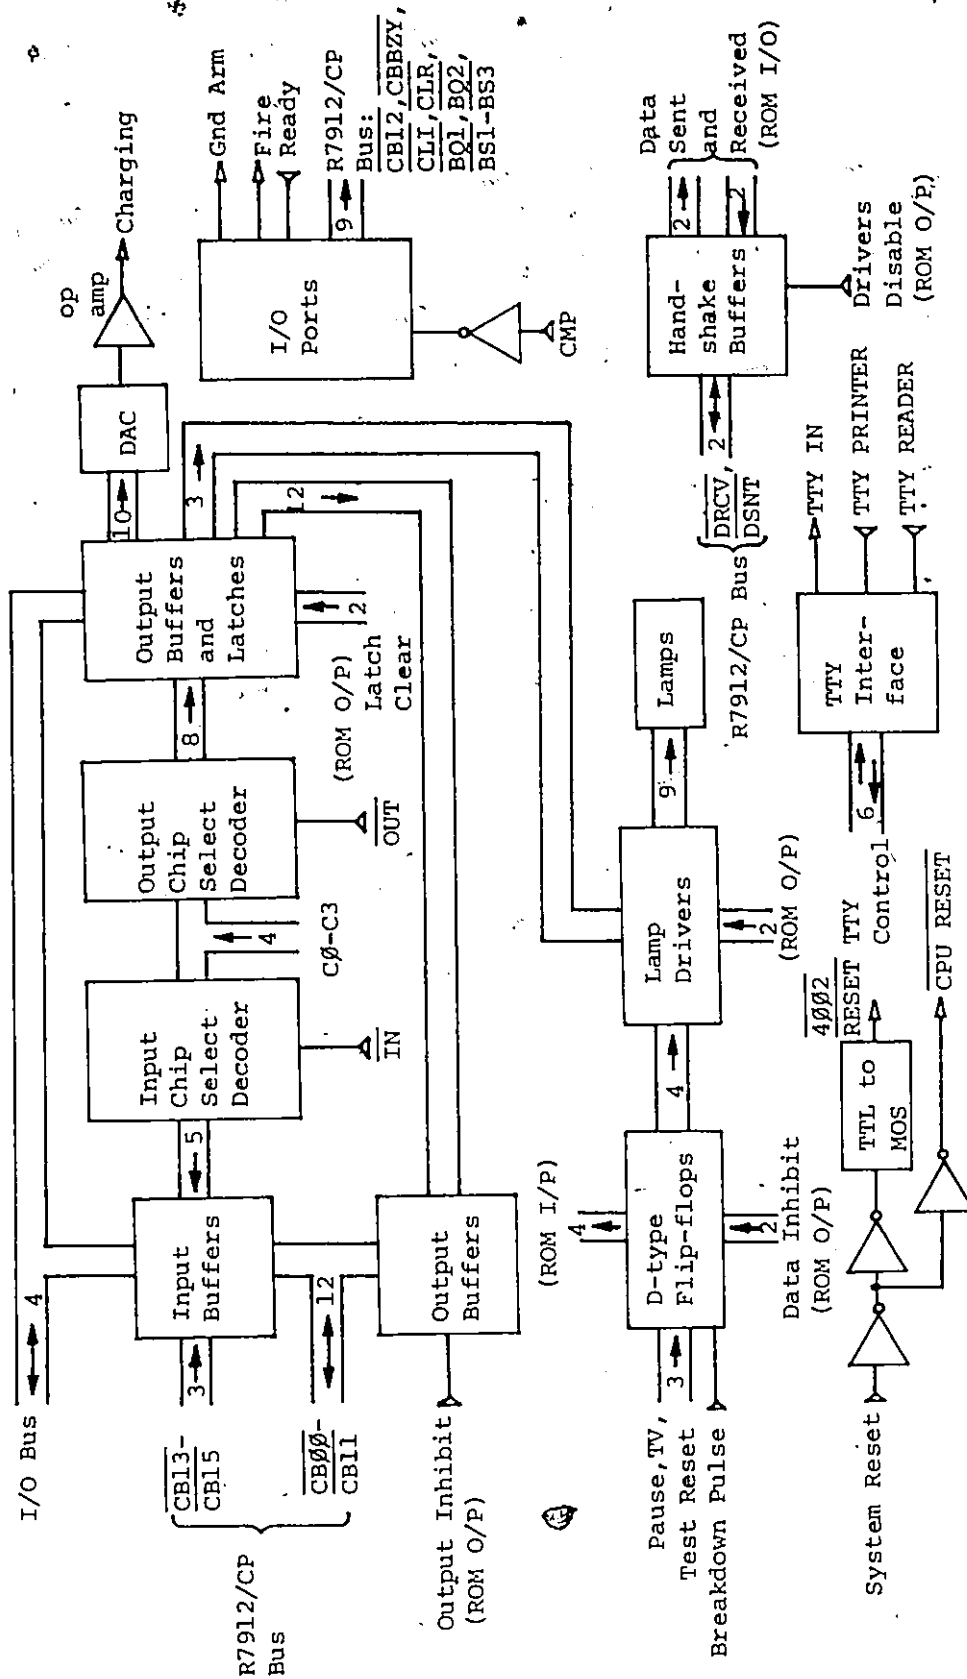 I/O Bus
4
CB13-
CB15
3
R7912/CP
Bus
CBØØ-
CB11
12
Output Inhibit
(ROM O/P)
Input
Buffers
5
Output
Buffers
Input
Chip
Select
Decoder
IN
4
CØ-C3
Output
Chip
Select
Decoder
OUT
8
Output
Buffers
and
Latches
2
(ROM O/P)
Latch
Clear
10
DAC
op
amp
Charging
3
12
I/O
Ports
Gnd Arm
Fire
Ready
9
R7912/CP
Bus:
CB12,CBBZY,
CLI,CLR,
BQ1,BQ2,
BS1-BS3
CMP
Pause,TV,
Test Reset
Breakdown Pulse
3
D-type
Flip-flops
4
(ROM I/P)
2
Data Inhibit
(ROM O/P)
4
Lamp
Drivers
2
(ROM O/P)
9
Lamps
R7912/CP Bus
DRCV,
DSNT
2
Hand-
shake
Buffers
2
2
Data
Sent
and
Received
(ROM I/O)
Drivers
Disable
(ROM O/P)
System Reset
TTL to
MOS
4ØØ2
RESET
CPU RESET
TTY
Control
6
TTY
Inter-
face
TTY IN
TTY PRINTER
TTY READER